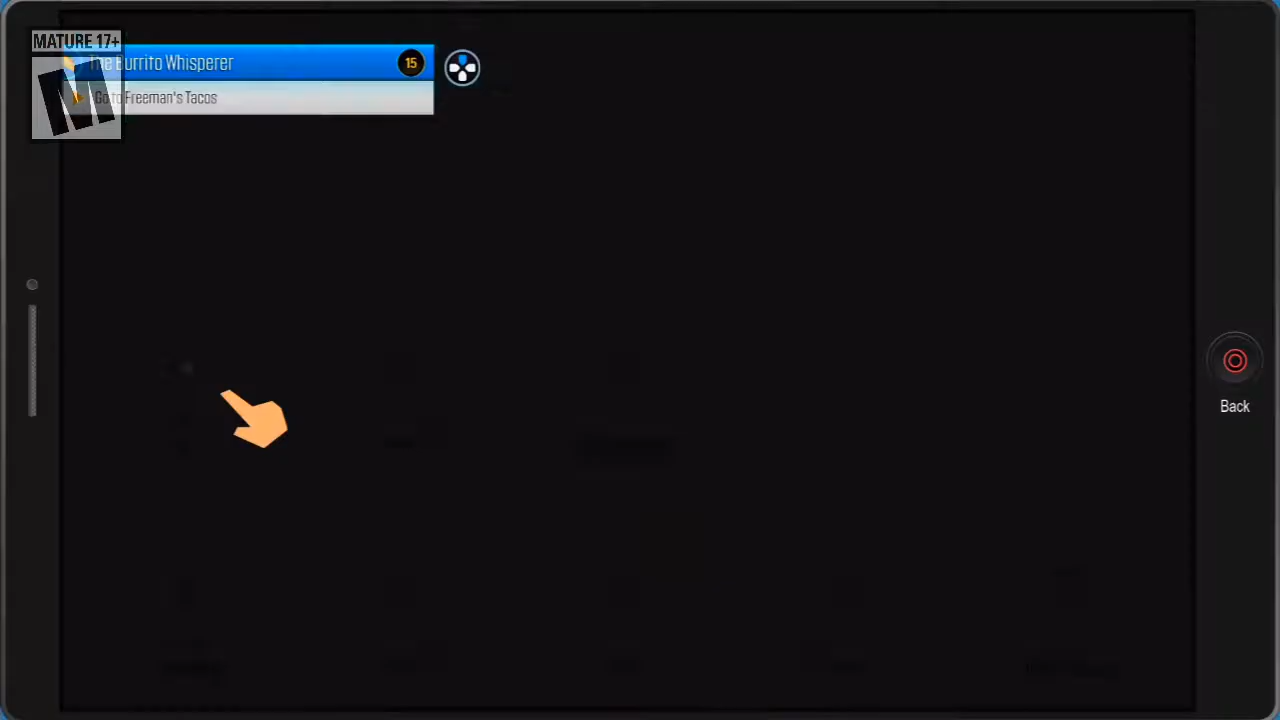 MATURE 17+
M
The Burrito Whisperer
15
Go to Freeman's Tacos
Back